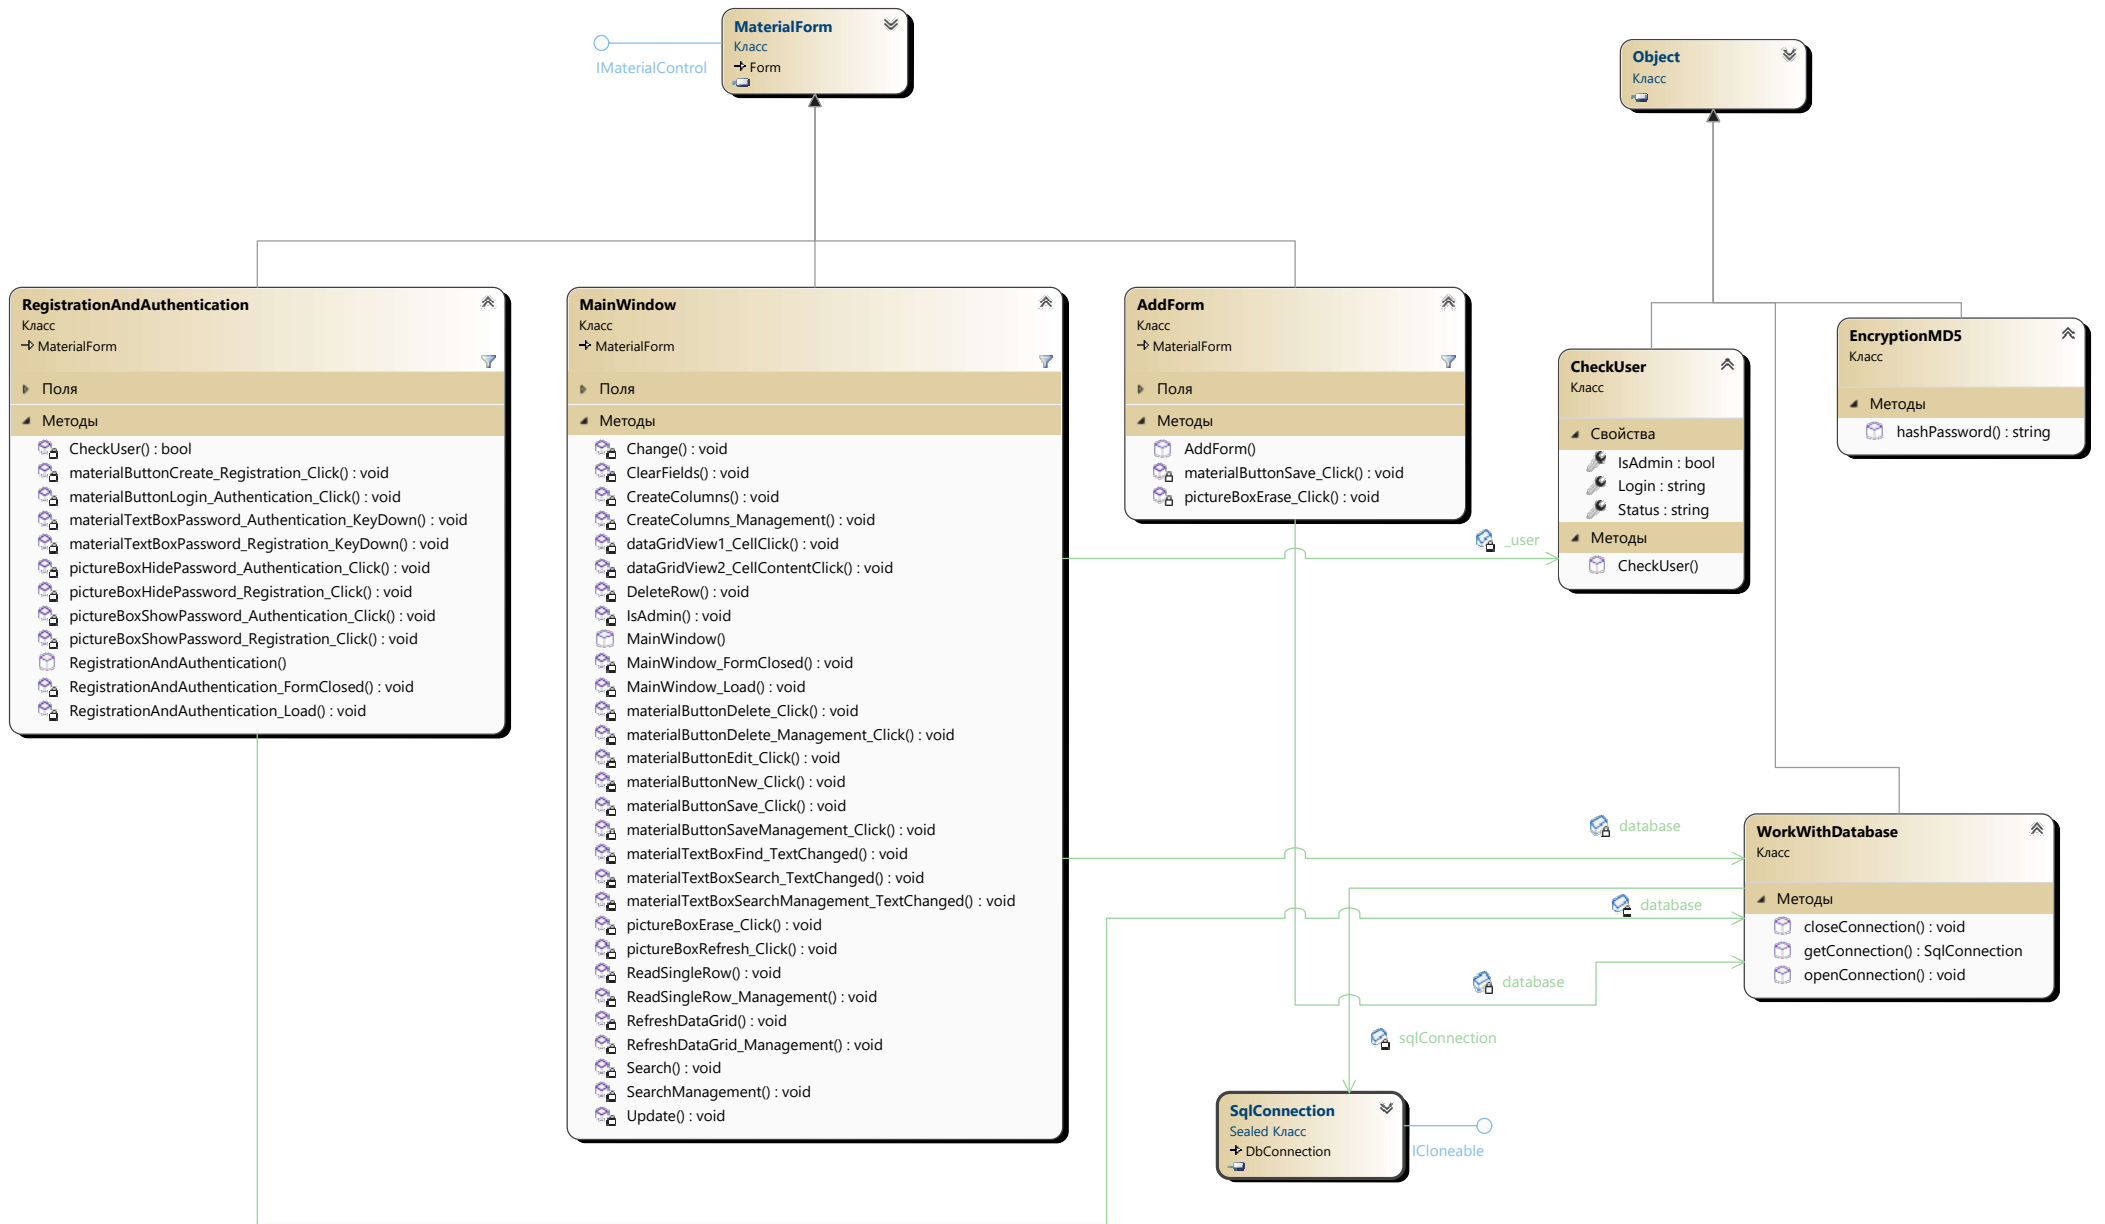 MaterialForm
Класс
Form
IMaterialControl
Object
Класс
RegistrationAndAuthentication
Класс
MaterialForm
Поля
Методы
CheckUser() : bool
materialButtonCreate_Registration_Click() : void
materialButtonLogin_Authentication_Click() : void
materialTextBoxPassword_Authentication_KeyDown() : void
materialTextBoxPassword_Registration_KeyDown() : void
pictureBoxHidePassword_Authentication_Click() : void
pictureBoxHidePassword_Registration_Click() : void
pictureBoxShowPassword_Authentication_Click() : void
pictureBoxShowPassword_Registration_Click() : void
RegistrationAndAuthentication()
RegistrationAndAuthentication_FormClosed() : void
RegistrationAndAuthentication_Load() : void
MainWindow
Класс
MaterialForm
Поля
Методы
Change() : void
ClearFields() : void
CreateColumns() : void
CreateColumns_Management() : void
dataGridView1_CellClick() : void
dataGridView2_CellContentClick() : void
DeleteRow() : void
IsAdmin() : void
MainWindow()
MainWindow_FormClosed() : void
MainWindow_Load() : void
materialButtonDelete_Click() : void
materialButtonDelete_Management_Click() : void
materialButtonEdit_Click() : void
materialButtonNew_Click() : void
materialButtonSave_Click() : void
materialButtonSaveManagement_Click() : void
materialTextBoxFind_TextChanged() : void
materialTextBoxSearch_TextChanged() : void
materialTextBoxSearchManagement_TextChanged() : void
pictureBoxErase_Click() : void
pictureBoxRefresh_Click() : void
ReadSingleRow() : void
ReadSingleRow_Management() : void
RefreshDataGrid() : void
RefreshDataGrid_Management() : void
Search() : void
SearchManagement() : void
Update() : void
AddForm
Класс
MaterialForm
Поля
Методы
AddForm()
materialButtonSave_Click() : void
pictureBoxErase_Click() : void
_user
CheckUser
Класс
Свойства
IsAdmin : bool
Login : string
Status : string
Методы
CheckUser()
EncryptionMD5
Класс
Методы
hashPassword() : string
database
database
database
WorkWithDatabase
Класс
Методы
closeConnection() : void
getConnection() : SqlConnection
openConnection() : void
sqlConnection
SqlConnection
Sealed Класс
DbConnection
ICloneable